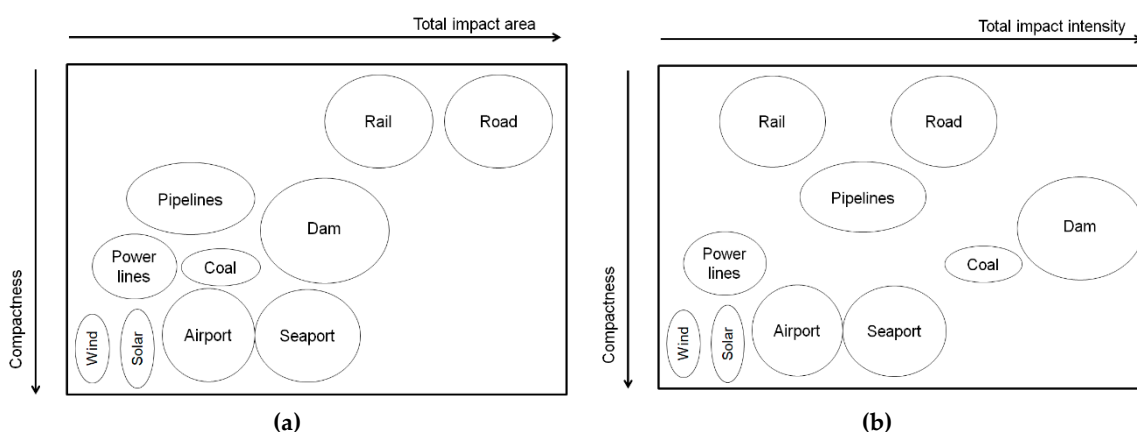 Total impact area
Compactness
Rail
Road
Pipelines
Dam
Power
lines
Coal
Wind
Solar
Airport
Seaport
(a)
Total impact intensity
Compactness
Rail
Road
Pipelines
Dam
Power
lines
Coal
Wind
Solar
Airport
Seaport
(b)